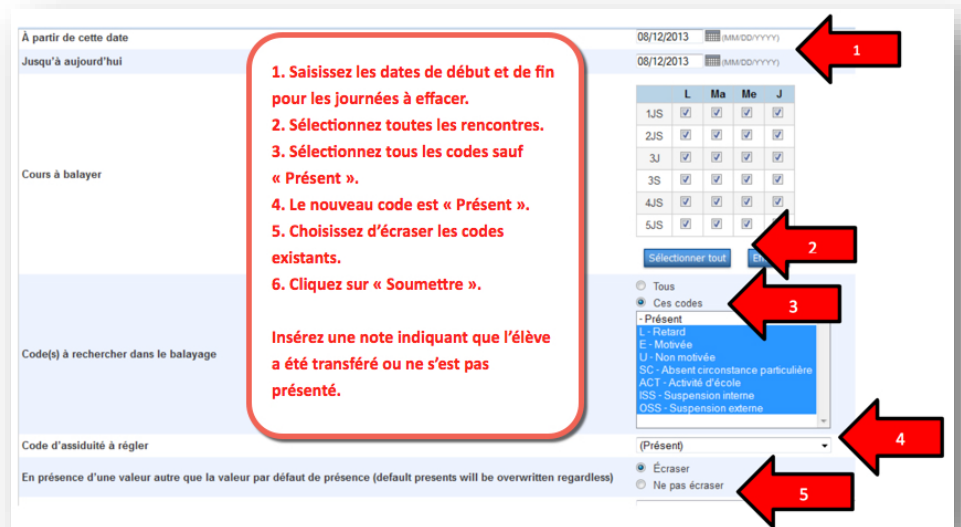 À partir de cette date
08/12/2013 (MM/DD/YYYY)
1
Jusqu'à aujourd'hui
08/12/2013 (MM/DD/YYYY)
1. Saisissez les dates de début et de fin
pour les journées à effacer.
2. Sélectionnez toutes les rencontres.
3. Sélectionnez tous les codes sauf
« Présent ».
4. Le nouveau code est « Présent ».
5. Choisissez d'écraser les codes
existants.
6. Cliquez sur « Soumettre ».
Insérez une note indiquant que l'élève
a été transféré ou ne s'est pas
présenté.
Cours à balayer
L Ma Me J
1JS
2JS
3J
3S
4JS
5JS
Sélectionner tout
2
Code(s) à rechercher dans le balayage
Tous
Ces codes
3
- Présent
L - Retard
E - Motivée
U - Non motivée
SC - Absent circonstance particulière
ACT - Activité d'école
ISS - Suspension interne
OSS - Suspension externe
Code d'assiduité à régler
(Présent)
4
En présence d'une valeur autre que la valeur par défaut de présence (default presents will be overwritten regardless)
Écraser
Ne pas écraser
5